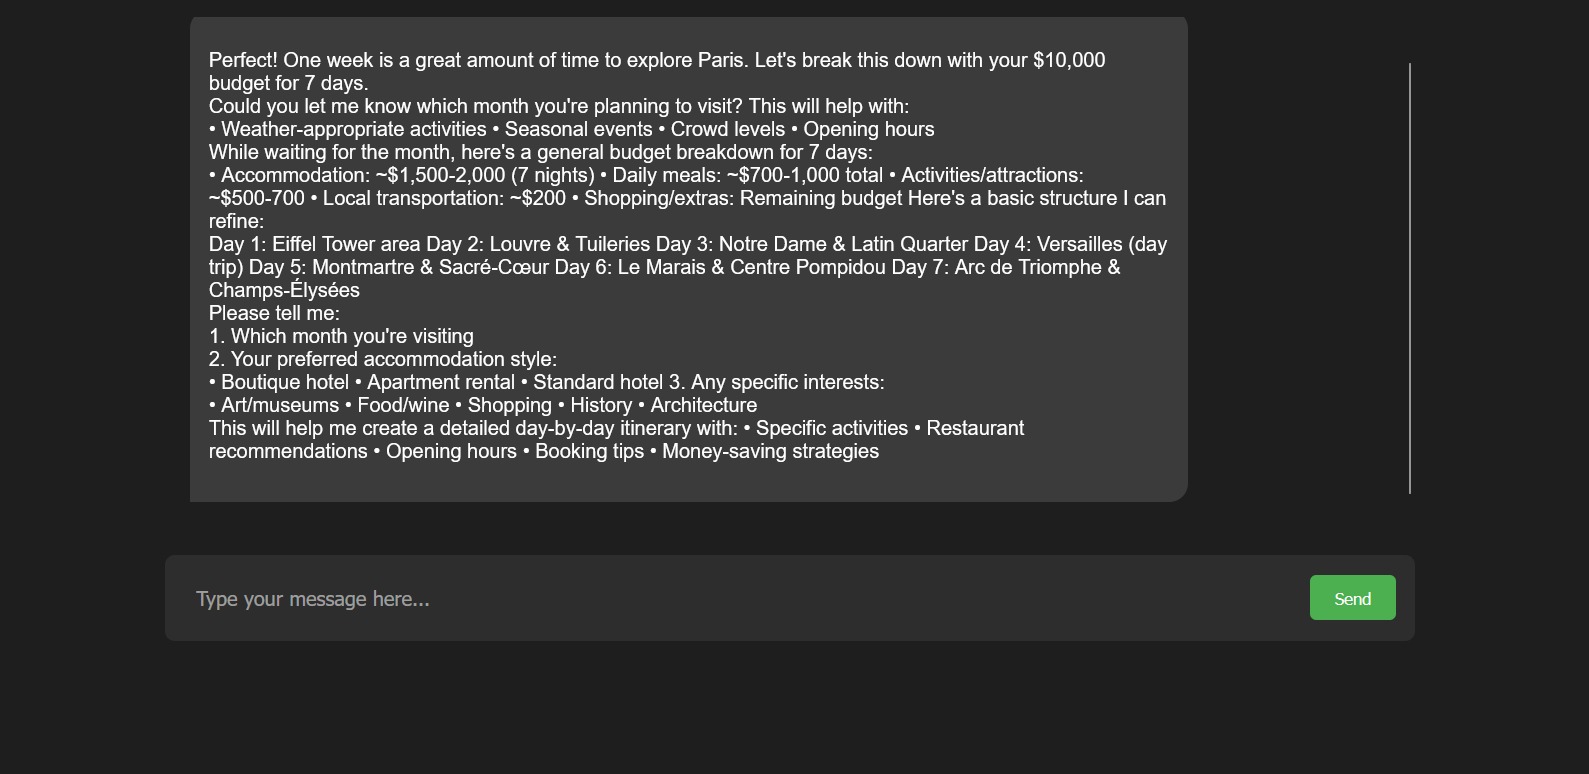 Perfect! One week is a great amount of time to explore Paris. Let's break this down with your $10,000
budget for 7 days.
Could you let me know which month you're planning to visit? This will help with:
• Weather-appropriate activities • Seasonal events • Crowd levels • Opening hours
While waiting for the month, here's a general budget breakdown for 7 days:
• Accommodation: ~$1,500-2,000 (7 nights) • Daily meals: ~$700-1,000 total • Activities/attractions:
~$500-700 • Local transportation: ~$200 • Shopping/extras: Remaining budget Here's a basic structure I can
refine:
Day 1: Eiffel Tower area Day 2: Louvre & Tuileries Day 3: Notre Dame & Latin Quarter Day 4: Versailles (day
trip) Day 5: Montmartre & Sacré-Cœur Day 6: Le Marais & Centre Pompidou Day 7: Arc de Triomphe &
Champs-Élysées
Please tell me:
1. Which month you're visiting
2. Your preferred accommodation style:
• Boutique hotel • Apartment rental • Standard hotel 3. Any specific interests:
• Art/museums • Food/wine • Shopping • History • Architecture
This will help me create a detailed day-by-day itinerary with: • Specific activities • Restaurant
recommendations • Opening hours • Booking tips • Money-saving strategies
Type your message here...
Send